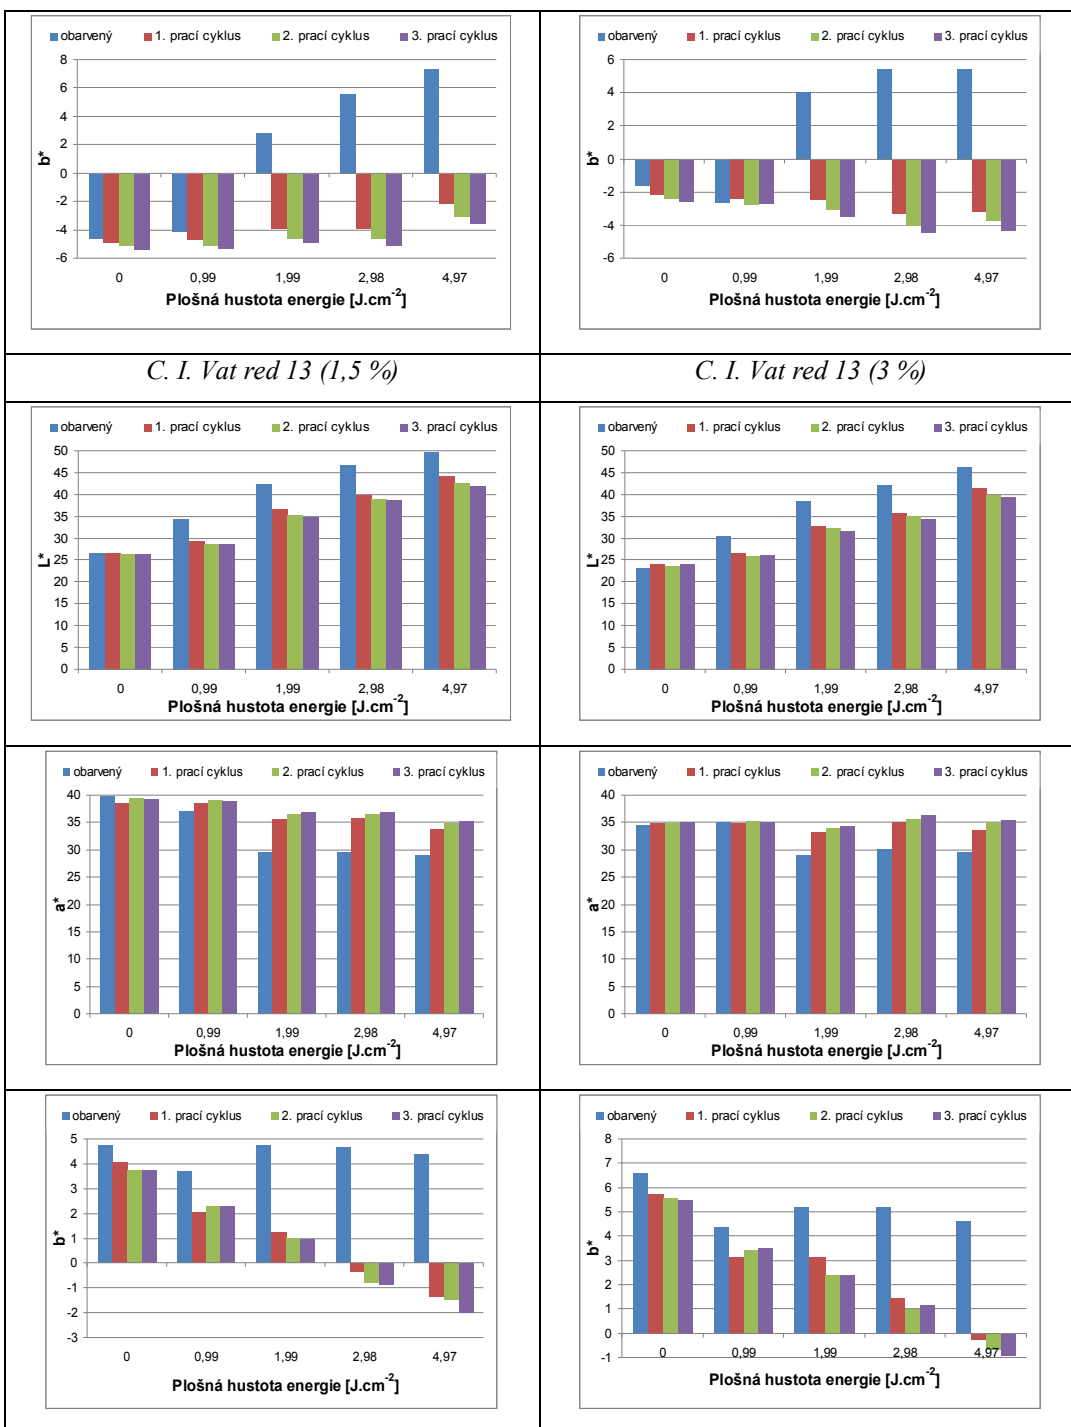 obarvený 1. prací cyklus 2. prací cyklus 3. prací cyklus
8
6
4
2
0
-2
-4
-6
b*
0 0,99 1,99 2,98 4,97
Plošná hustota energie [J.cm-2]
obarvený 1. prací cyklus 2. prací cyklus 3. prací cyklus
6
4
2
0
-2
-4
-6
b*
0 0,99 1,99 2,98 4,97
Plošná hustota energie [J.cm-2]
C. I. Vat red 13 (1,5 %)
C. I. Vat red 13 (3 %)
obarvený 1. prací cyklus 2. prací cyklus 3. prací cyklus
50
45
40
35
30
25
20
15
10
5
0
L*
0 0,99 1,99 2,98 4,97
Plošná hustota energie [J.cm-2]
obarvený 1. prací cyklus 2. prací cyklus 3. prací cyklus
50
45
40
35
30
25
20
15
10
5
0
L*
0 0,99 1,99 2,98 4,97
Plošná hustota energie [J.cm-2]
obarvený 1. prací cyklus 2. prací cyklus 3. prací cyklus
40
35
30
25
20
15
10
5
0
a*
0 0,99 1,99 2,98 4,97
Plošná hustota energie [J.cm-2]
obarvený 1. prací cyklus 2. prací cyklus 3. prací cyklus
40
35
30
25
20
15
10
5
0
a*
0 0,99 1,99 2,98 4,97
Plošná hustota energie [J.cm-2]
obarvený 1. prací cyklus 2. prací cyklus 3. prací cyklus
5
4
3
2
1
0
-1
-2
-3
b*
0 0,99 1,99 2,98 4,97
Plošná hustota energie [J.cm-2]
obarvený 1. prací cyklus 2. prací cyklus 3. prací cyklus
8
7
6
5
4
3
2
1
0
-1
b*
0 0,99 1,99 2,98 4,97
Plošná hustota energie [J.cm-2]